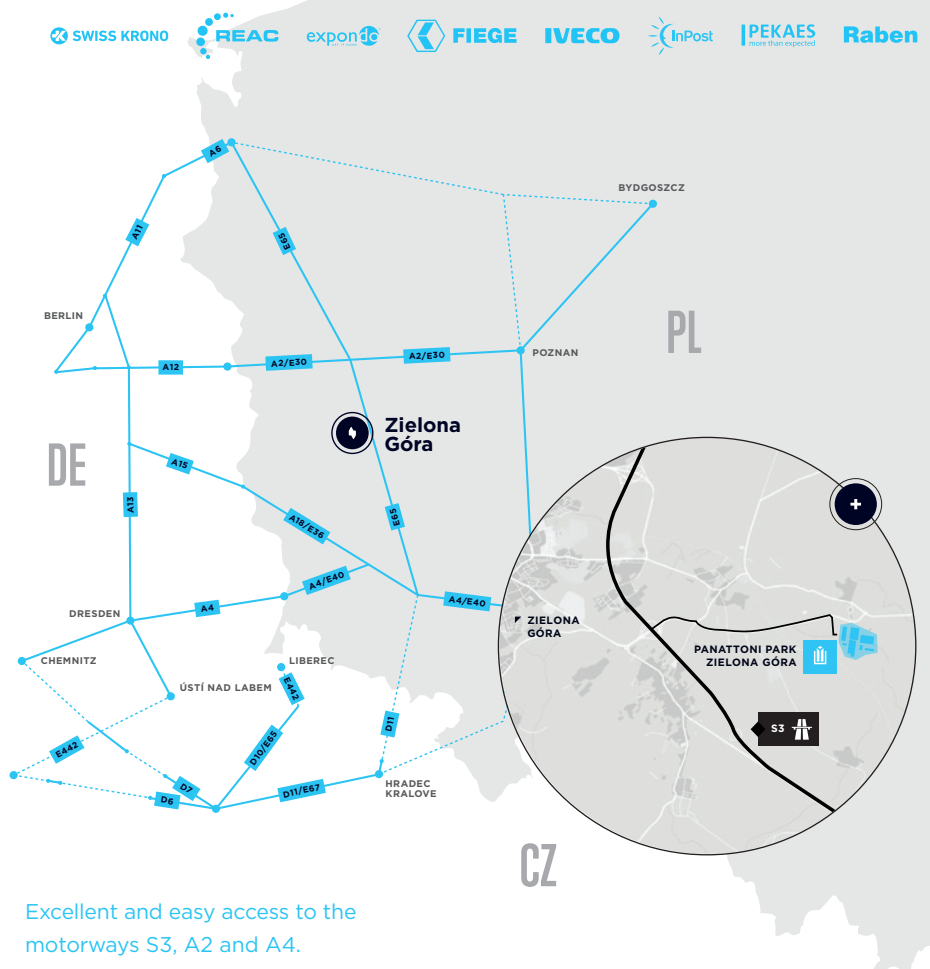 SWISS KRONO
REAC
expondo
FIEGE
IVECO
InPost
PEKAES
more than expected
Raben
A6
BYDGOSZCZ
A11
E65
BERLIN
PL
A12
A2/E30
A2/E30
POZNAN
Zielona
Góra
DE
A15
A13
A18/E36
E65
A4/E40
A4
A4/E40
DRESDEN
ZIELONA
GÓRA
PANATTONI PARK
ZIELONA GÓRA
CHEMNITZ
LIBEREC
ÚSTÍ NAD LABEM
E442
D11
S3
E442
D10/E65
D7
D6
D11/E67
HRADEC
KRALOVE
CZ
Excellent and easy access to the
motorways S3, A2 and A4.